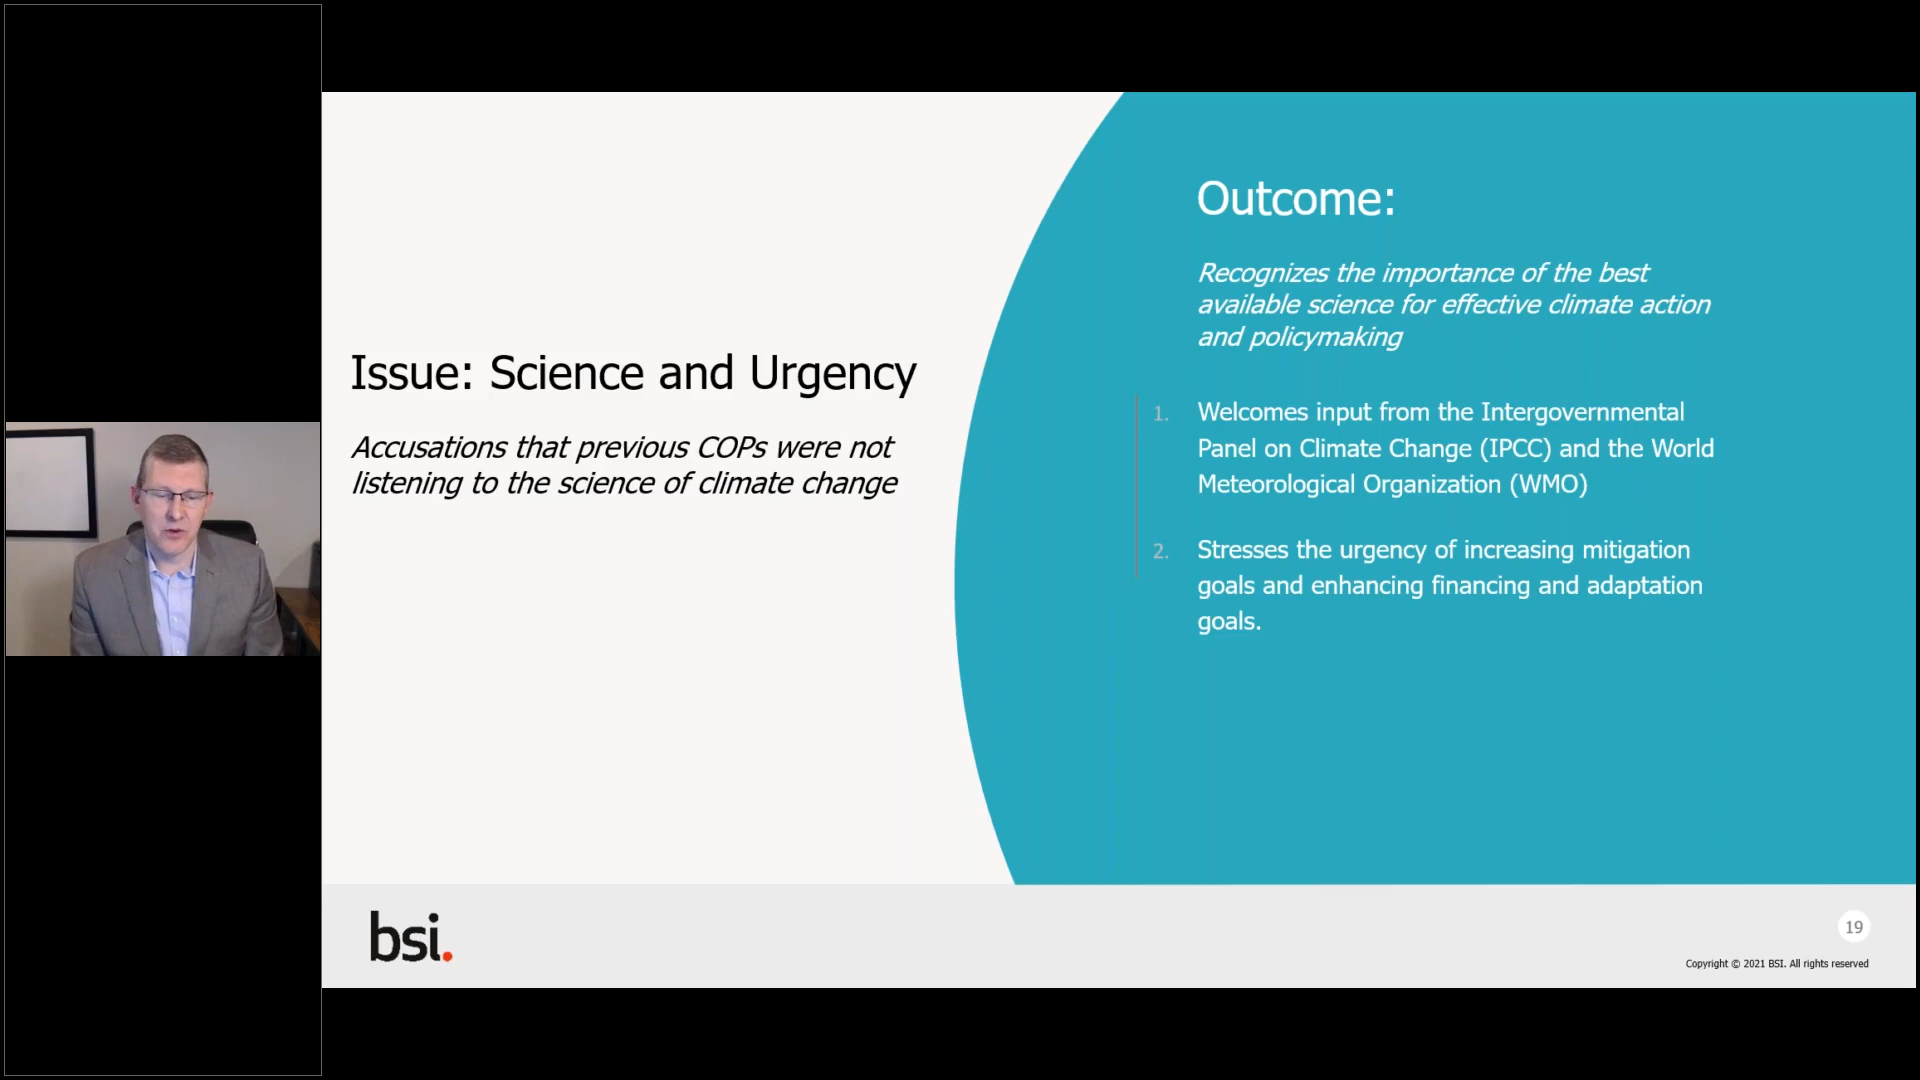 Issue: Science and Urgency
Accusations that previous COPs were not
listening to the science of climate change
Outcome:
Recognizes the importance of the best
available science for effective climate action
and policymaking
1. Welcomes input from the Intergovernmental
Panel on Climate Change (IPCC) and the World
Meteorological Organization (WMO)
2. Stresses the urgency of increasing mitigation
goals and enhancing financing and adaptation
goals.
bsi.
19
Copyright © 2021 BSI. All rights reserved